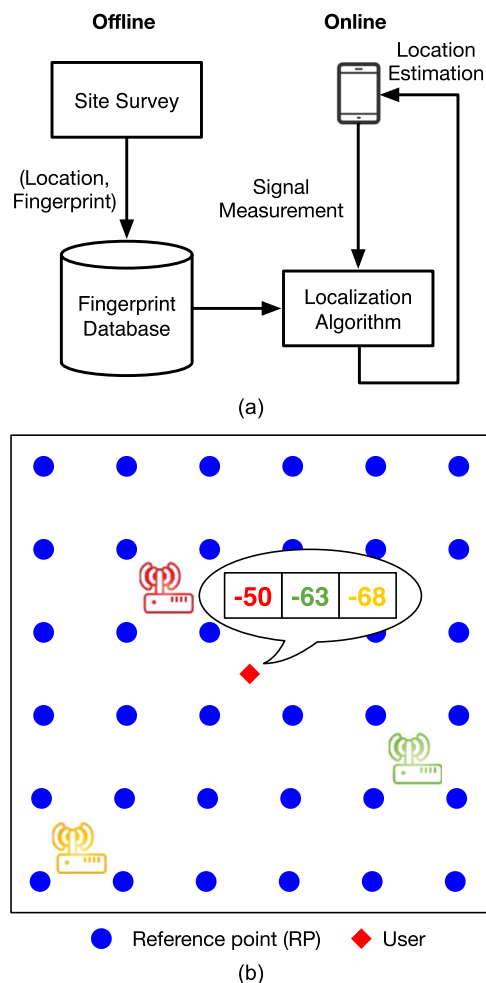 Offline
Online
Site Survey
Location
Estimation
(Location,
Fingerprint)
Signal
Measurement
Fingerprint
Database
Localization
Algorithm
(a)
-50 -63 -68
Reference point (RP) User
(b)